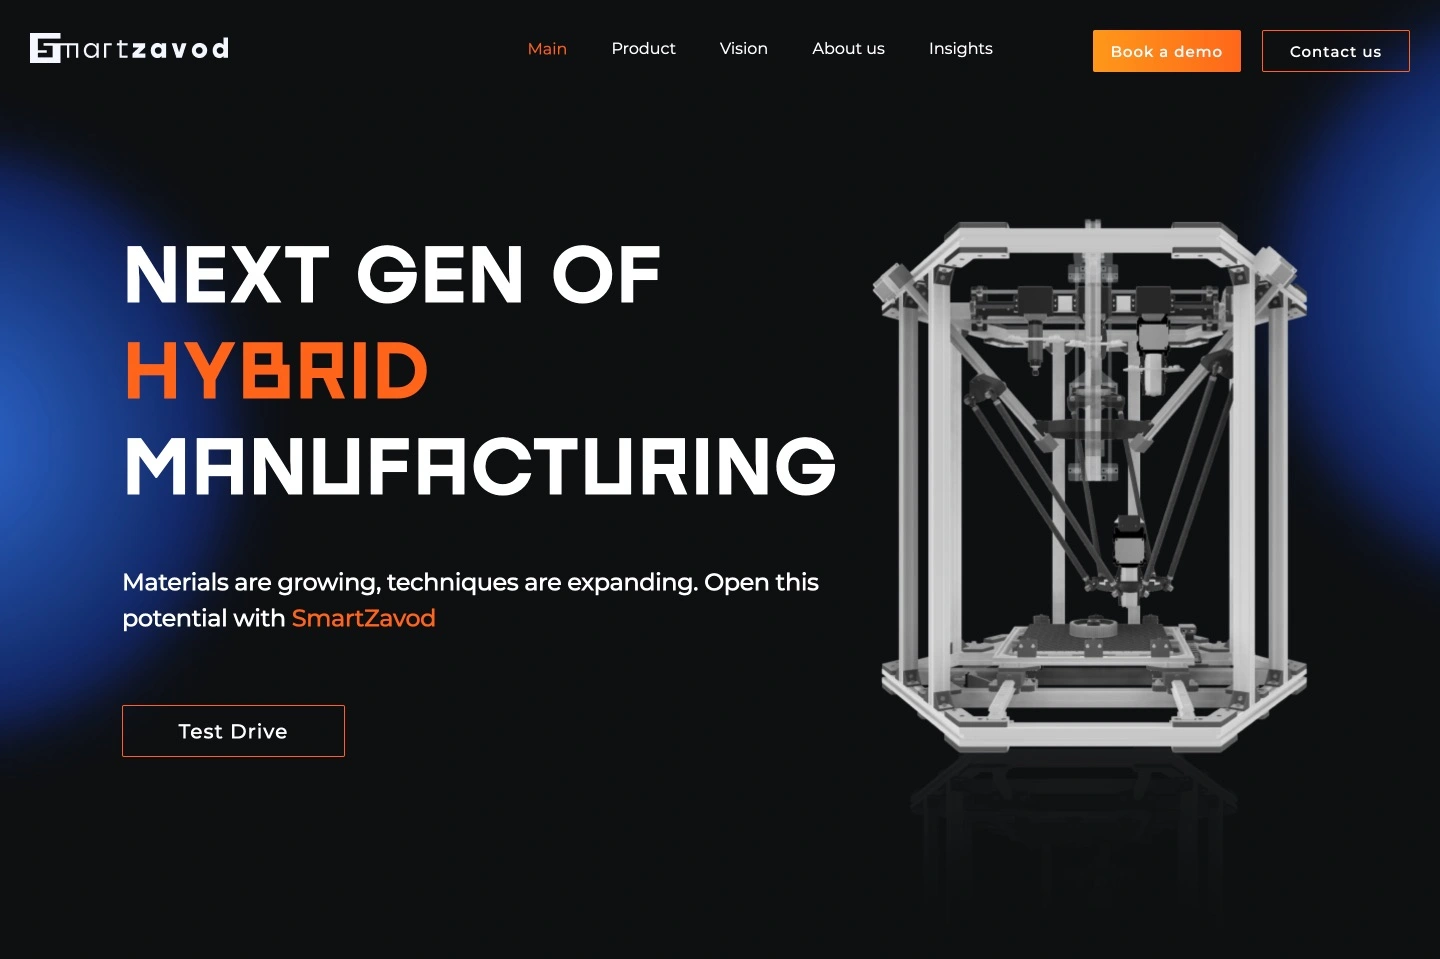 Smartzavod
Main Product Vision About us Insights
Book a demo
Contact us
NEXT GEN OF
HYBRID
MANUFACTURING
Materials are growing, techniques are expanding. Open this
potential with SmartZavod
Test Drive